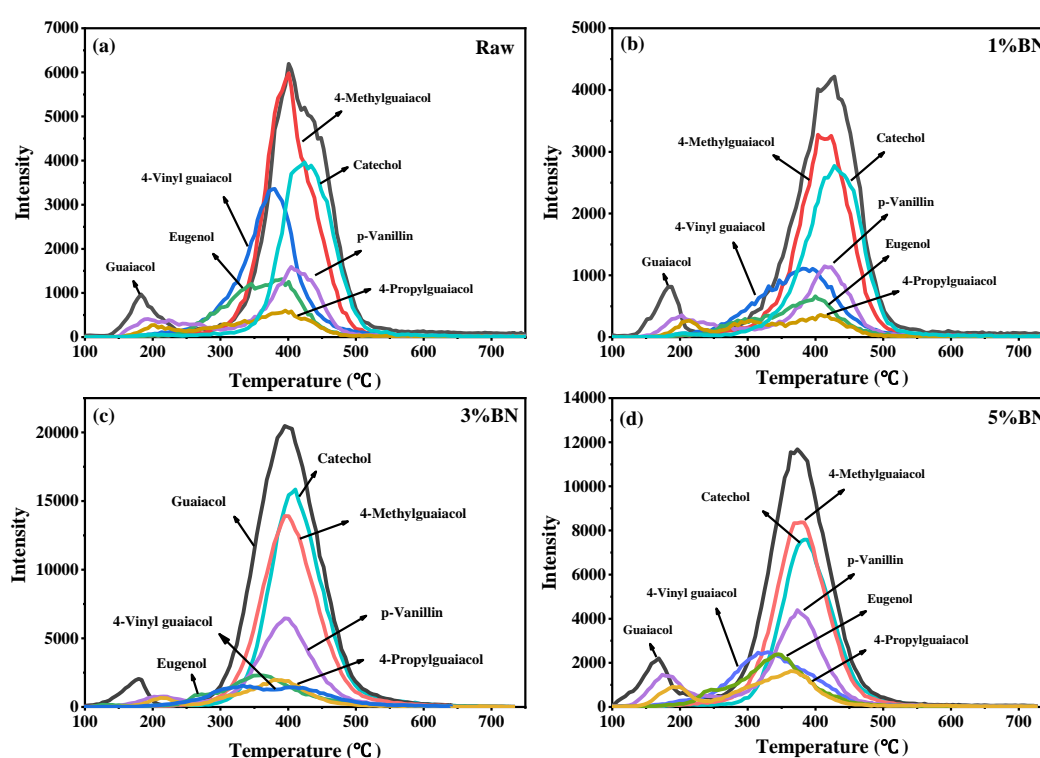 (a)
Raw
7000
6000
5000
4000
3000
2000
1000
0
Intensity
4-Methylguaiacol
Catechol
4-Vinyl guaiacol
Eugenol
p-Vanillin
Guaiacol
4-Propylguaiacol
100 200 300 400 500 600 700
Temperature (℃)
(b)
1%BN
5000
4000
3000
2000
1000
0
Intensity
4-Methylguaiacol
Catechol
p-Vanillin
4-Vinyl guaiacol
Eugenol
Guaiacol
4-Propylguaiacol
100 200 300 400 500 600 700
Temperature (℃)
(c)
3%BN
20000
15000
10000
5000
0
Intensity
Catechol
Guaiacol
4-Methylguaiacol
4-Vinyl guaiacol
p-Vanillin
Eugenol
4-Propylguaiacol
100 200 300 400 500 600 700
Temperature (℃)
(d)
5%BN
14000
12000
10000
8000
6000
4000
2000
0
Intensity
4-Methylguaiacol
Catechol
p-Vanillin
4-Vinyl guaiacol
Eugenol
Guaiacol
4-Propylguaiacol
100 200 300 400 500 600 700
Temperature (℃)